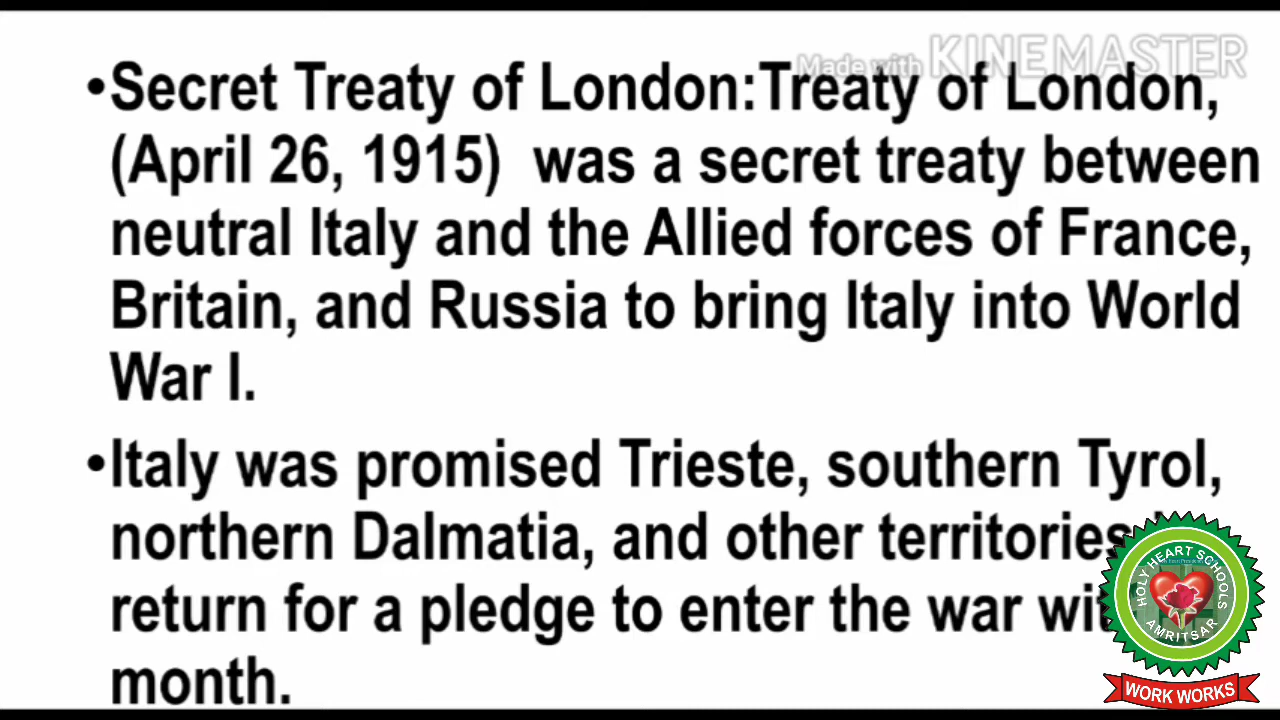 Made with KINEMASTER
•Secret Treaty of London:Treaty of London,
(April 26, 1915) was a secret treaty between
neutral Italy and the Allied forces of France,
Britain, and Russia to bring Italy into World
War I.
•Italy was promised Trieste, southern Tyrol,
northern Dalmatia, and other territories
return for a pledge to enter the war
month.
HOLY HEART SCHOOLS
AMRITSAR
WORK WORKS